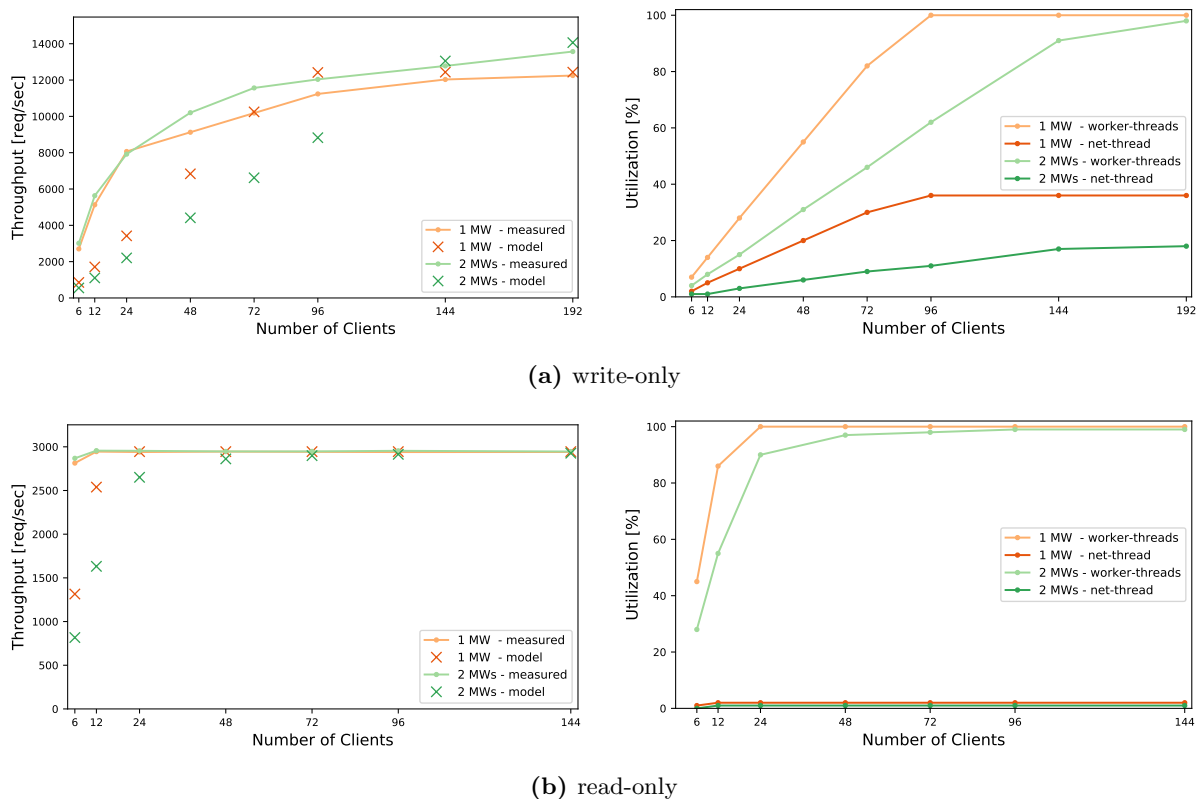 Throughput [req/sec]
14000
12000
10000
8000
6000
4000
2000
0
6 12 24 48 72 96 144 192
Number of Clients
1 MW - measured
1 MW - model
2 MWs - measured
2 MWs - model
Utilization [%]
100
80
60
40
20
0
6 12 24 48 72 96 144 192
Number of Clients
1 MW - worker-threads
1 MW - net-thread
2 MWs - worker-threads
2 MWs - net-thread
(a) write-only
Throughput [req/sec]
3000
2500
2000
1500
1000
500
0
6 12 24 48 72 96 144
Number of Clients
1 MW - measured
1 MW - model
2 MWs - measured
2 MWs - model
Utilization [%]
100
80
60
40
20
0
6 12 24 48 72 96 144
Number of Clients
1 MW - worker-threads
1 MW - net-thread
2 MWs - worker-threads
2 MWs - net-thread
(b) read-only